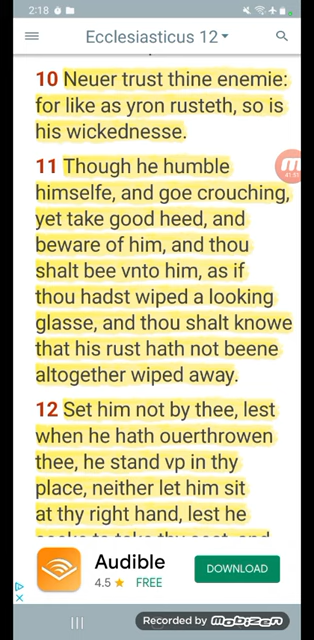 2:18
Ecclesiasticus 12
10 Neuer trust thine enemie:
for like as yron rusteth, so is
his wickednesse.
11 Though he humble
himselfe, and goe crouching,
yet take good heed, and
beware of him, and thou
shalt bee vnto him, as if
thou hadst wiped a looking
glasse, and thou shalt knowe
that his rust hath not beene
altogether wiped away.
12 Set him not by thee, lest
when he hath ouerthrowen
thee, he stand vp in thy
place, neither let him sit
at thy right hand, lest he
Audible
4.5 ★ FREE
DOWNLOAD
Recorded by Mobizen